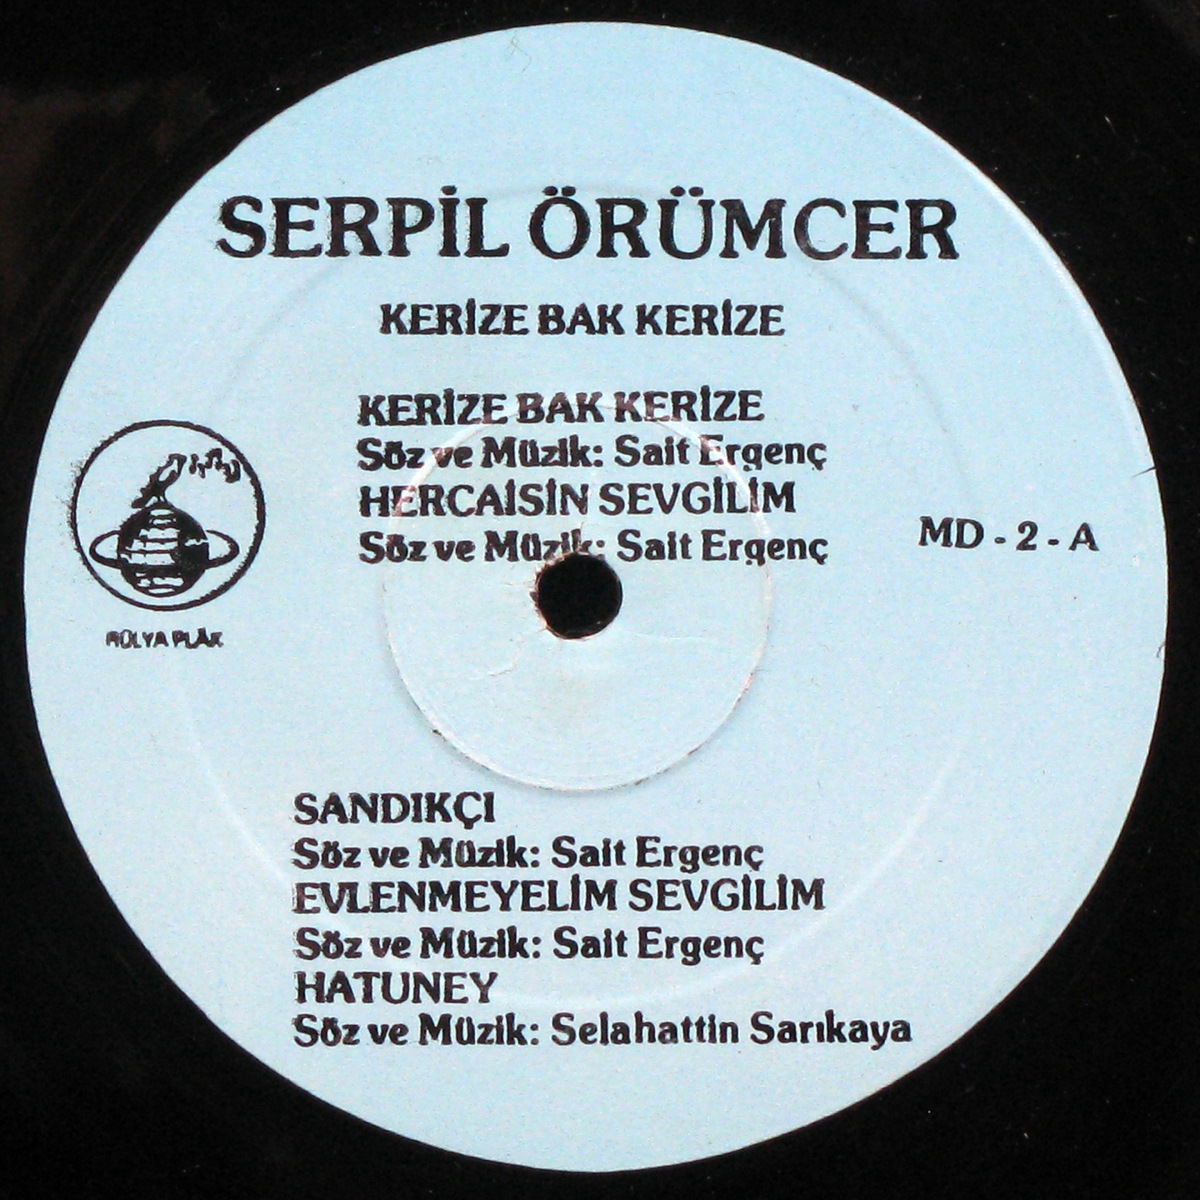 SERPİL ÖRÜMCER
KERİZE BAK KERİZE
KERİZE BAK KERİZE
Söz ve Müzik: Sait Ergenç
HERCAİSİN SEVGİLİM
Söz ve Müzik: Sait Ergenç
MD - 2 - A
PLÂK
SANDIKÇI
Söz ve Müzik: Sait Ergenç
EVLENMEYELİM SEVGİLİM
Söz ve Müzik: Sait Ergenç
HATUNEY
Söz ve Müzik: Selahattin Sarıkaya